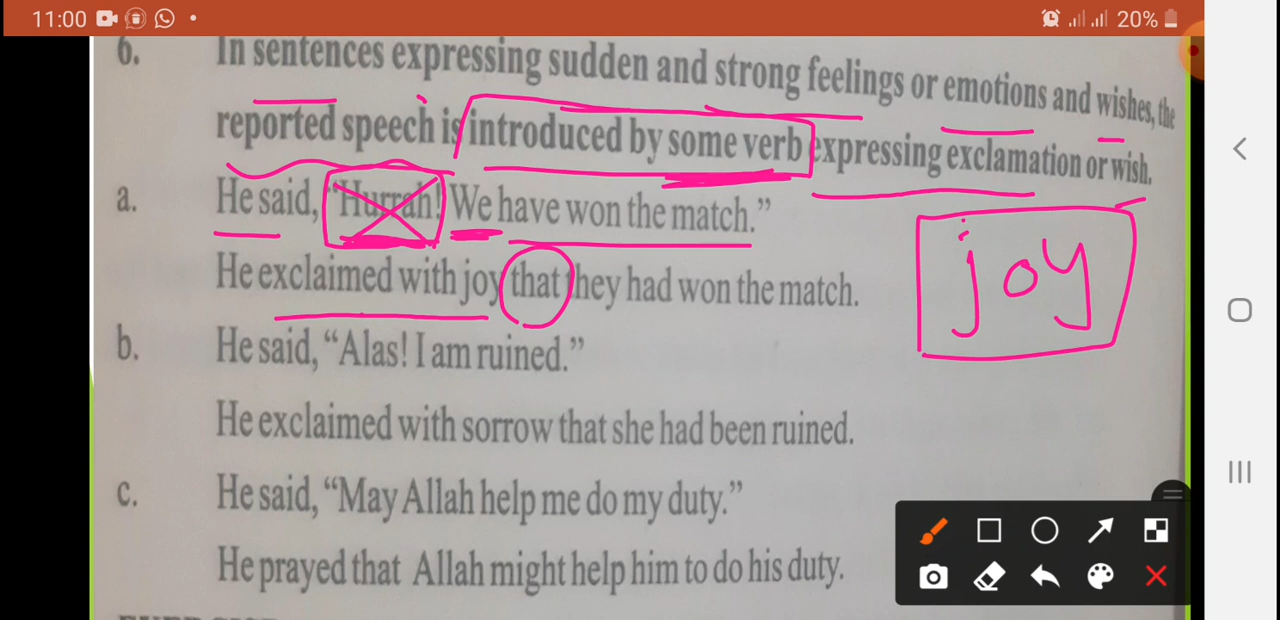 11:00
20%
6. In sentences expressing sudden and strong feelings or emotions and wishes, the
reported speech is introduced by some verb expressing exclamation or wish.
a. He said, "Hurrah! We have won the match."
He exclaimed with joy that they had won the match.
joy
b. He said, "Alas! I am ruined."
He exclaimed with sorrow that she had been ruined.
c. He said, "May Allah help me do my duty."
He prayed that Allah might help him to do his duty.